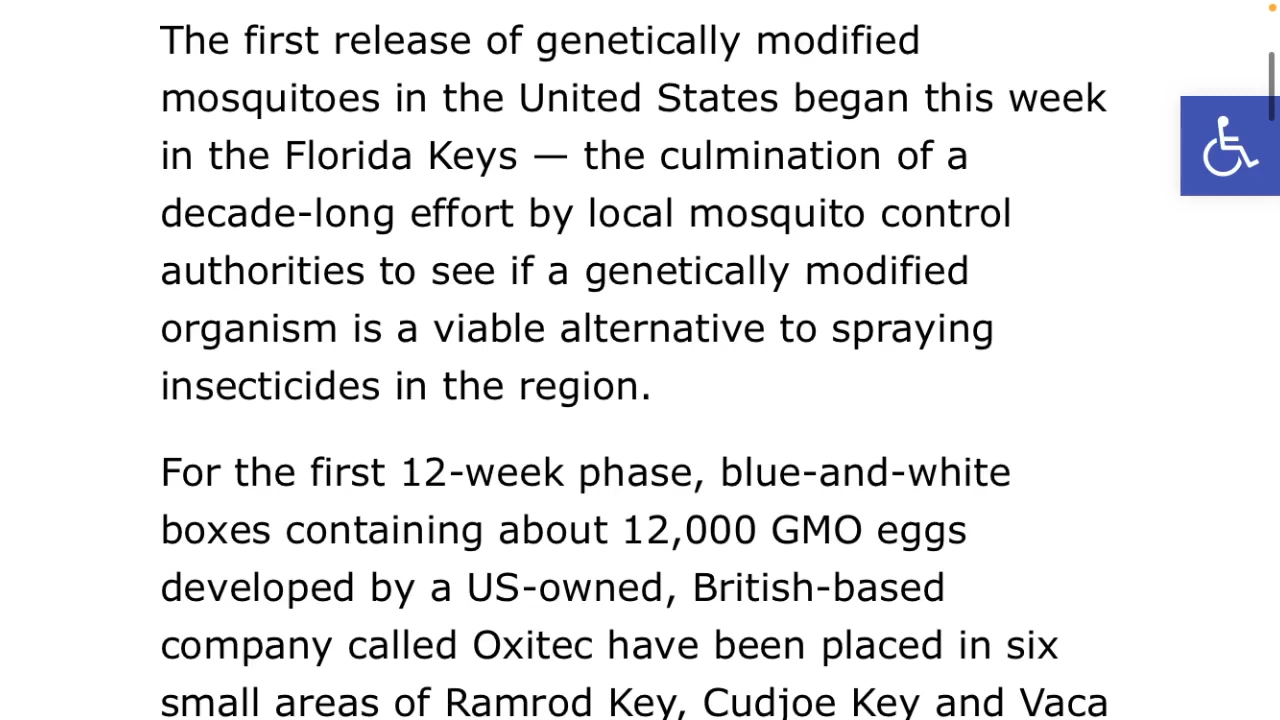 The first release of genetically modified
mosquitoes in the United States began this week
in the Florida Keys — the culmination of a
decade-long effort by local mosquito control
authorities to see if a genetically modified
organism is a viable alternative to spraying
insecticides in the region.
For the first 12-week phase, blue-and-white
boxes containing about 12,000 GMO eggs
developed by a US-owned, British-based
company called Oxitec have been placed in six
small areas of Ramrod Key, Cudjoe Key and Vaca